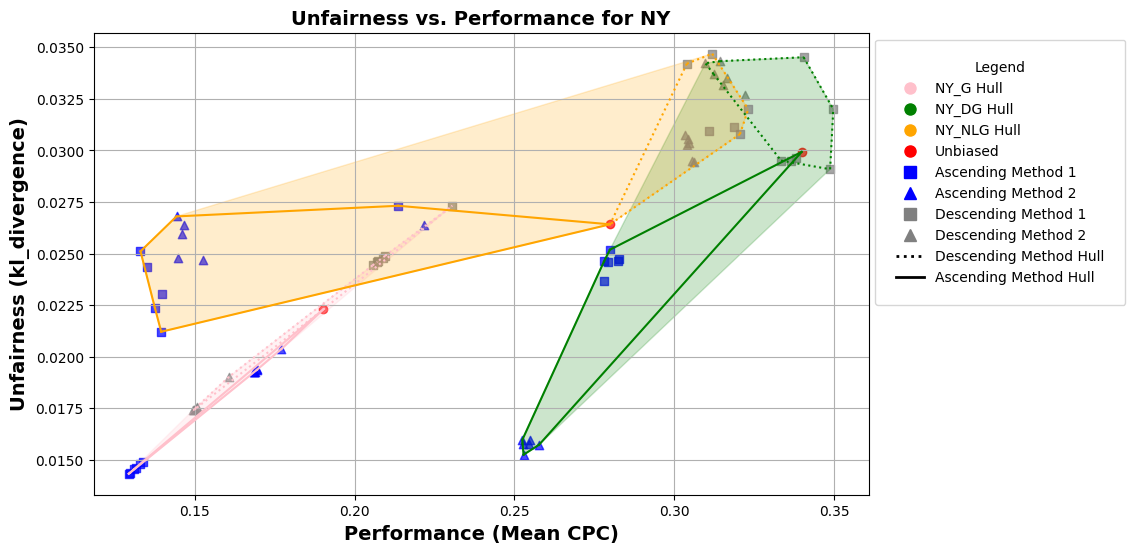 Unfairness vs. Performance for NY
0.0350
0.0325
0.0300
0.0275
0.0250
0.0225
0.0200
0.0175
0.0150
Unfairness (kl_divergence)
0.15
0.20
0.25
0.30
0.35
Performance (Mean CPC)
Legend
NY_G Hull
NY_DG Hull
NY_NLG Hull
Unbiased
Ascending Method 1
Ascending Method 2
Descending Method 1
Descending Method 2
Descending Method Hull
Ascending Method Hull